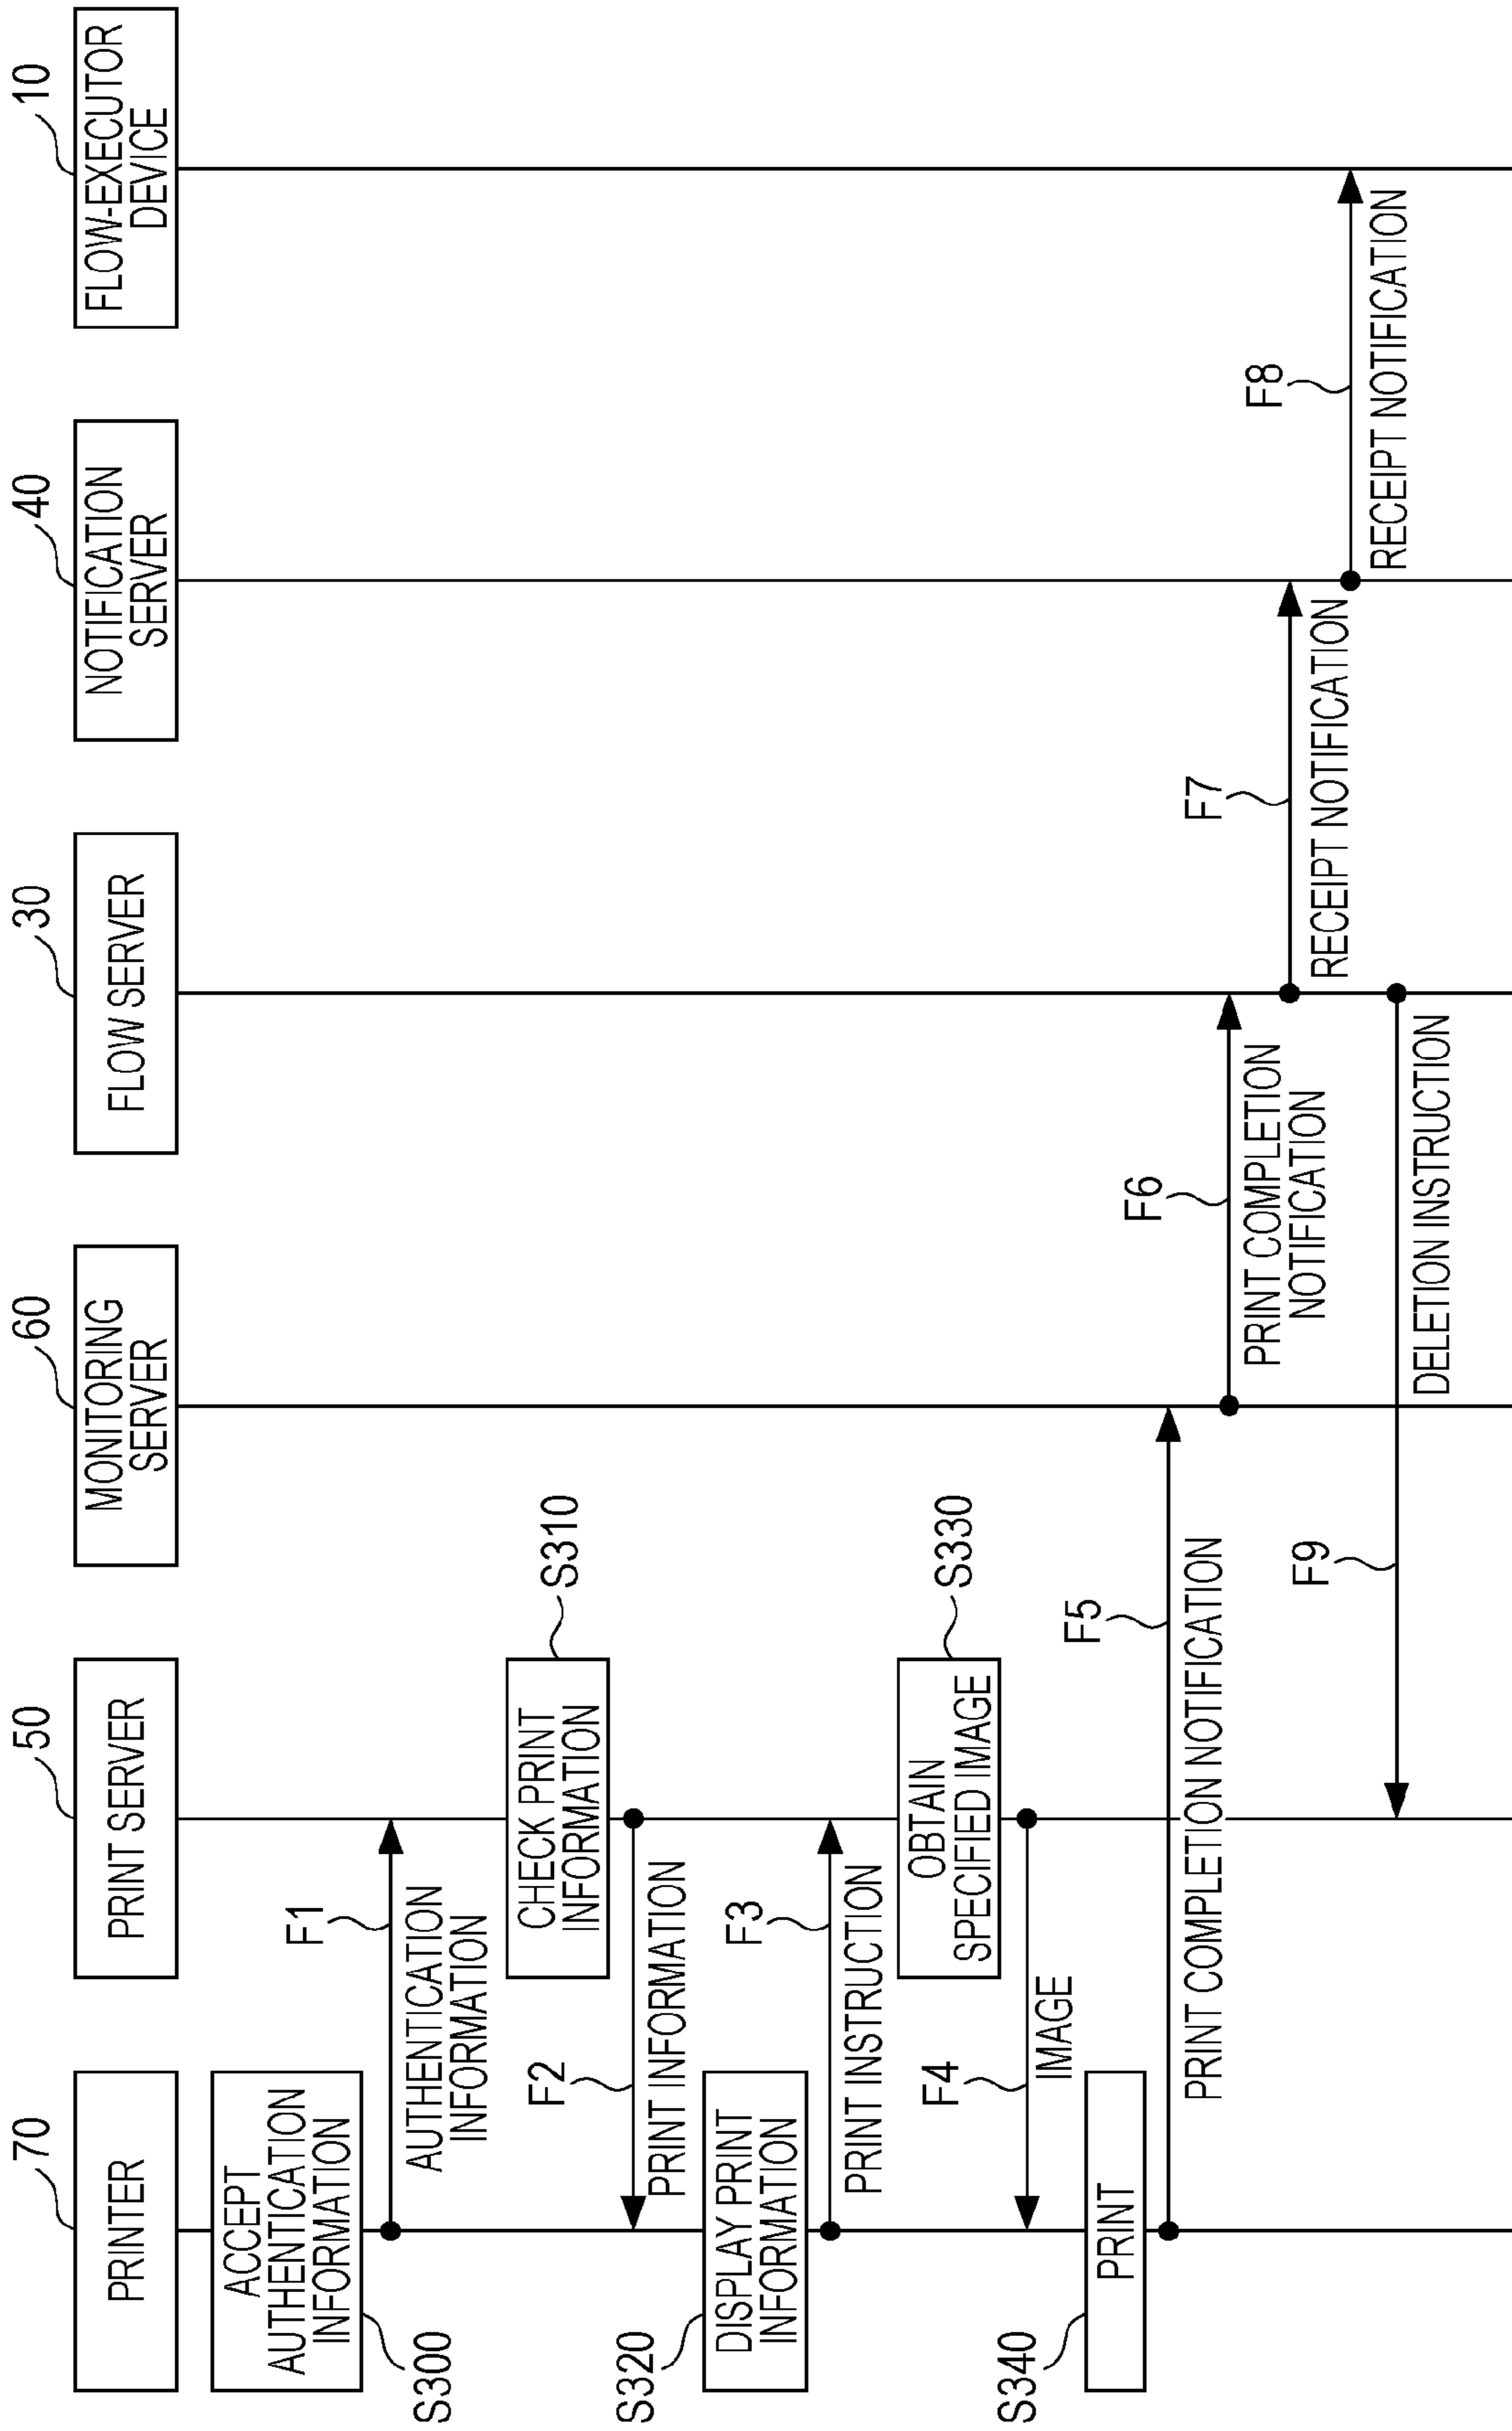 70
PRINTER
50
PRINT SERVER
60
MONITORING
SERVER
30
FLOW SERVER
40
NOTIFICATION
SERVER
10
FLOW-EXECUTOR
DEVICE
ACCEPT
AUTHENTICATION
INFORMATION
S300
F1
AUTHENTICATION
INFORMATION
CHECK PRINT
INFORMATION
S310
F2
PRINT INFORMATION
DISPLAY PRINT
INFORMATION
S320
F3
PRINT INSTRUCTION
OBTAIN
SPECIFIED IMAGE
S330
F4
IMAGE
PRINT
S340
F5
PRINT COMPLETION NOTIFICATION
F6
PRINT COMPLETION
NOTIFICATION
F7
RECEIPT NOTIFICATION
F8
RECEIPT NOTIFICATION
F9
DELETION INSTRUCTION